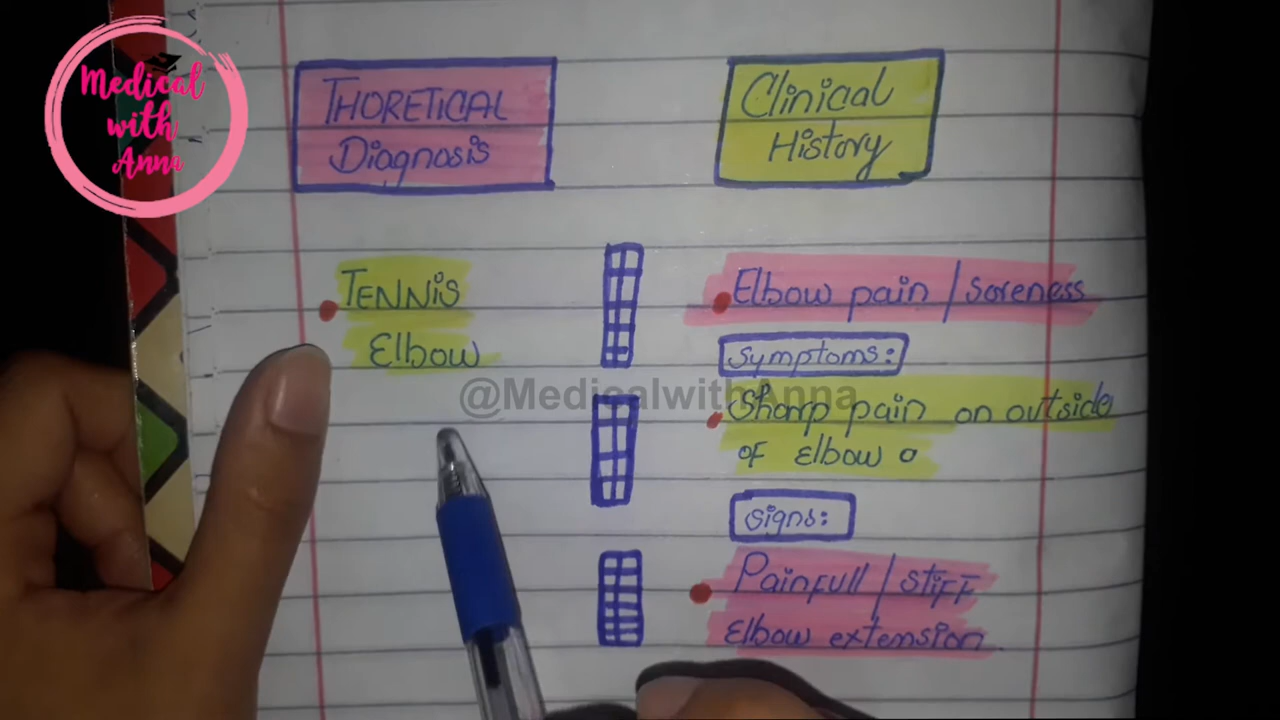 Medical
with
Anna
THORETICAL
Diagnosis
Clinical
History
TENNiS
Elbow
Elbow pain / soreness
Symptoms:
@MedicalwithAnna
Sharp pain on outside
of Elbow
Signs:
Painfull / STiFF
Elbow extension.